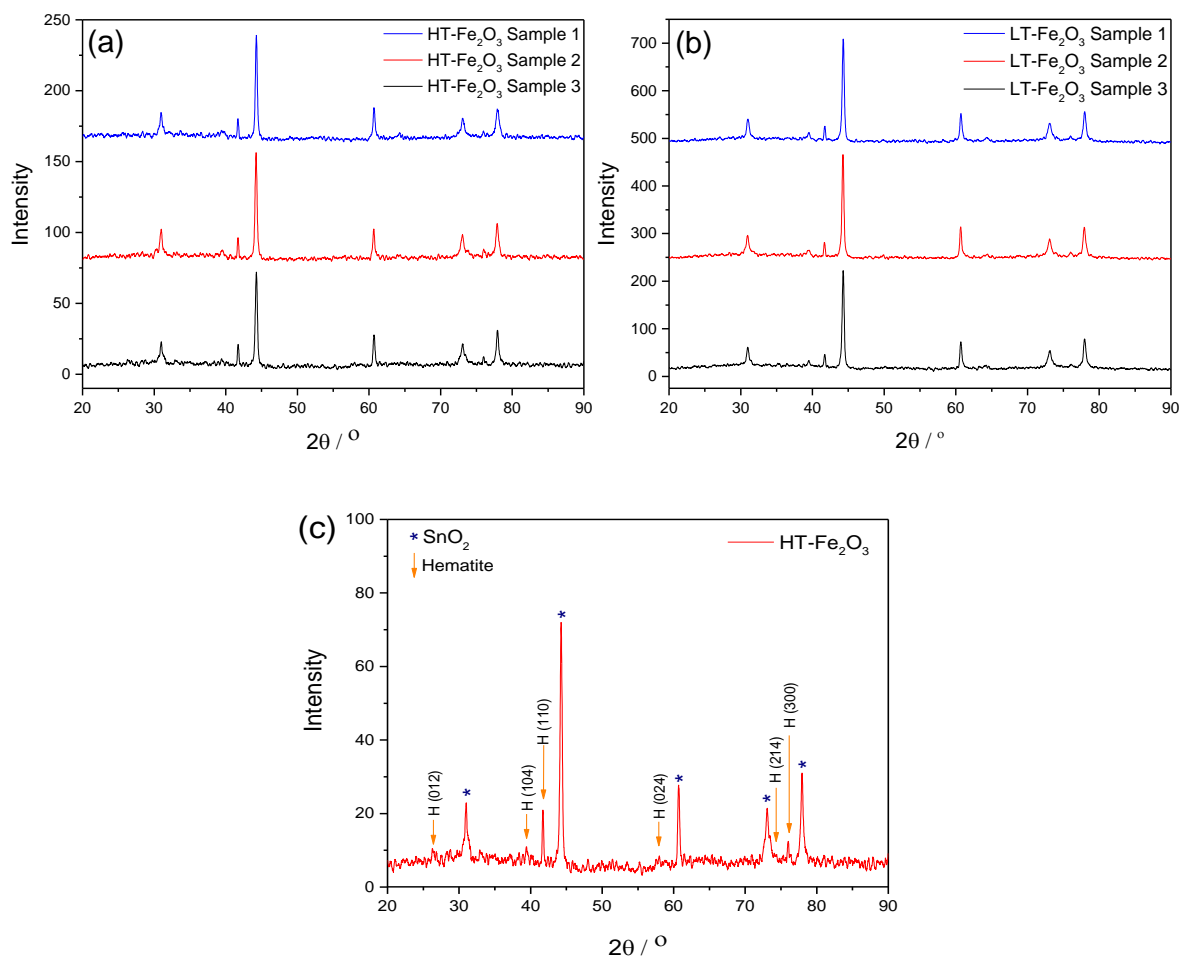 (a)
HT-Fe₂O₃ Sample 1
HT-Fe₂O₃ Sample 2
HT-Fe₂O₃ Sample 3
Intensity
250
200
150
100
50
0
20 30 40 50 60 70 80 90
2θ / °
(b)
LT-Fe₂O₃ Sample 1
LT-Fe₂O₃ Sample 2
LT-Fe₂O₃ Sample 3
Intensity
700
600
500
400
300
200
100
0
20 30 40 50 60 70 80 90
2θ / °
(c)
* SnO₂
Hematite
HT-Fe₂O₃
Intensity
100
80
60
40
20
0
H (012)
*
H (104)
H (110)
*
H (024)
*
*
H (214)
H (300)
*
20 30 40 50 60 70 80 90
2θ / °